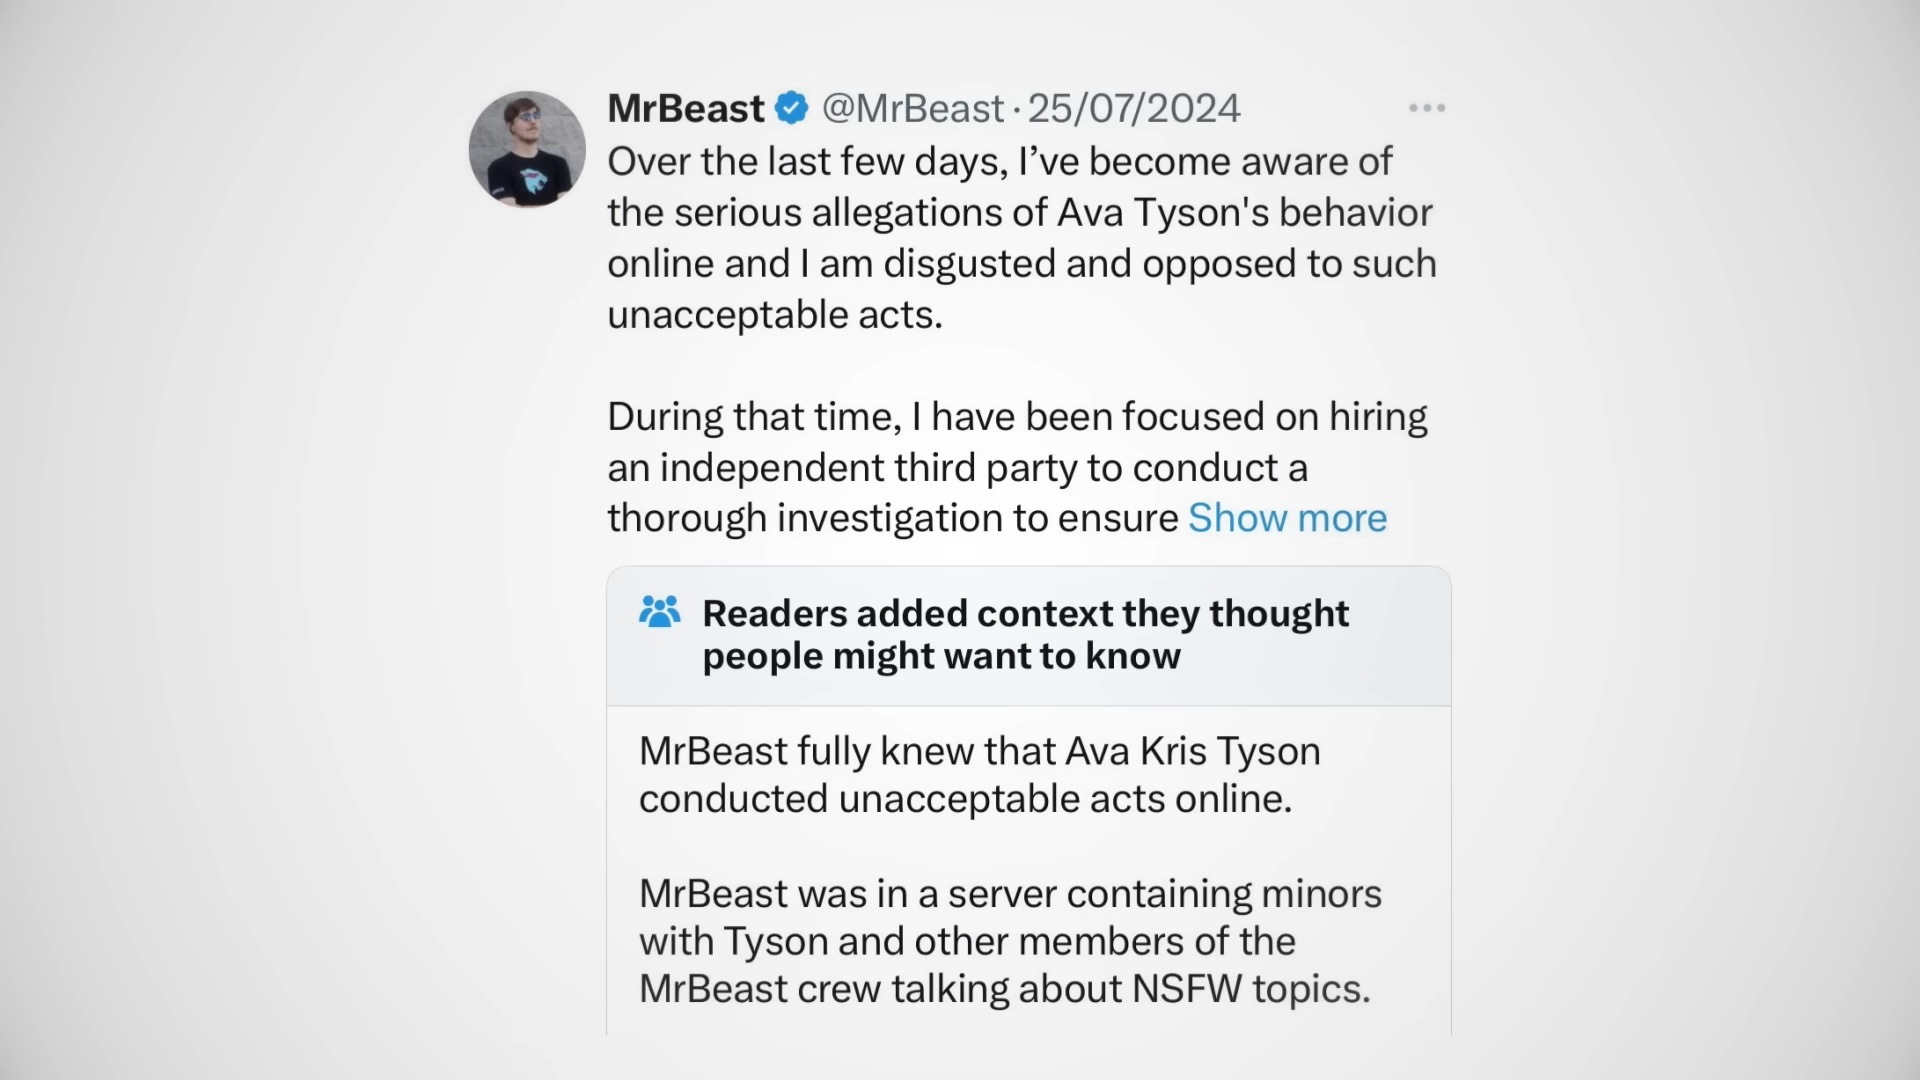 MrBeast @MrBeast · 25/07/2024
Over the last few days, I’ve become aware of
the serious allegations of Ava Tyson's behavior
online and I am disgusted and opposed to such
unacceptable acts.
During that time, I have been focused on hiring
an independent third party to conduct a
thorough investigation to ensure Show more
Readers added context they thought
people might want to know
MrBeast fully knew that Ava Kris Tyson
conducted unacceptable acts online.
MrBeast was in a server containing minors
with Tyson and other members of the
MrBeast crew talking about NSFW topics.